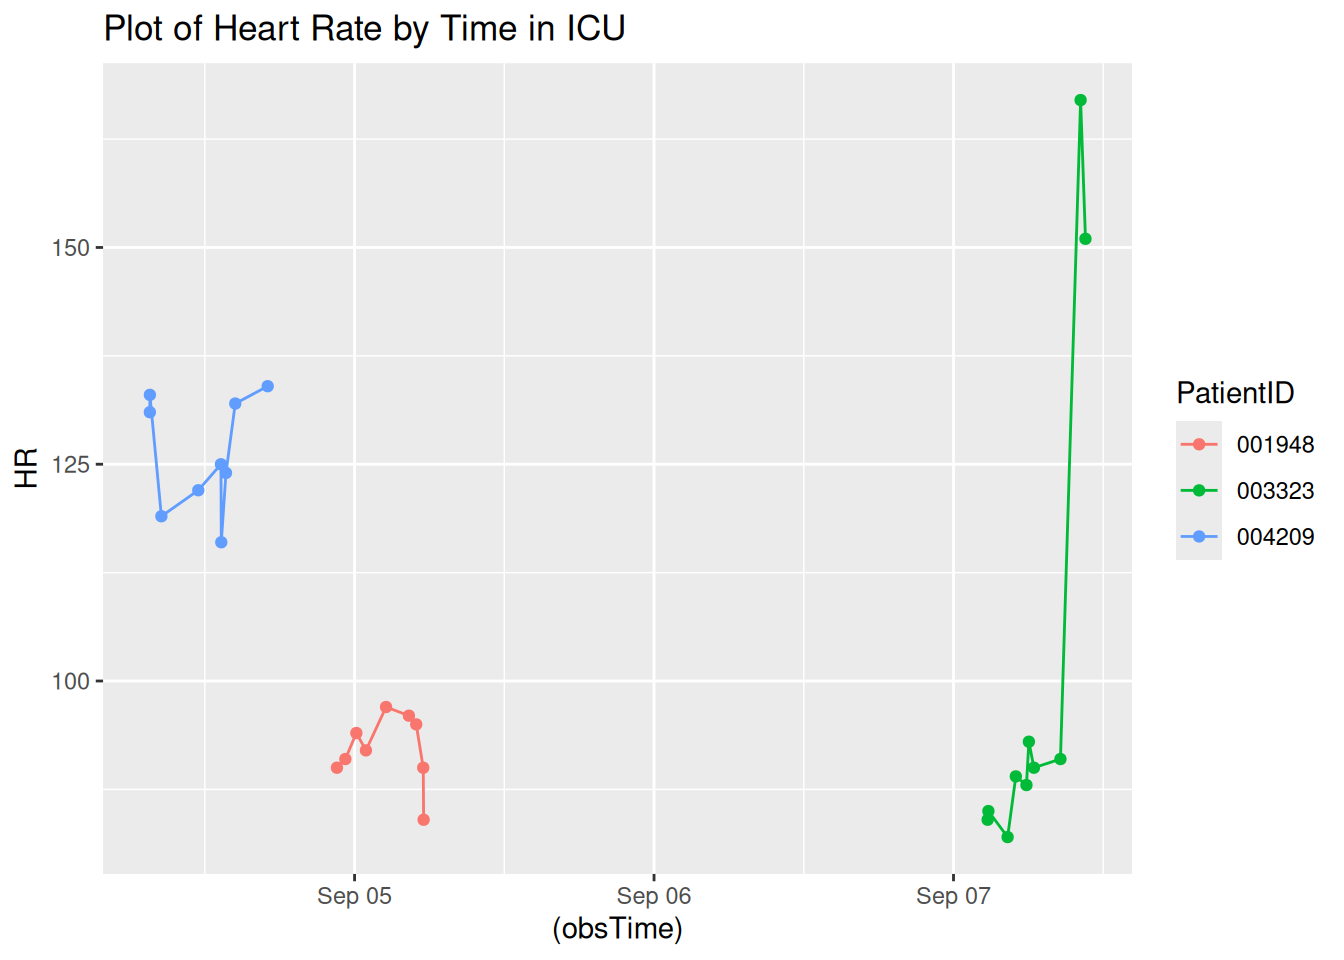 Plot of Heart Rate by Time in ICU
HR
150
125
100
Sep 05
Sep 06
Sep 07
(obsTime)
PatientID
001948
003323
004209